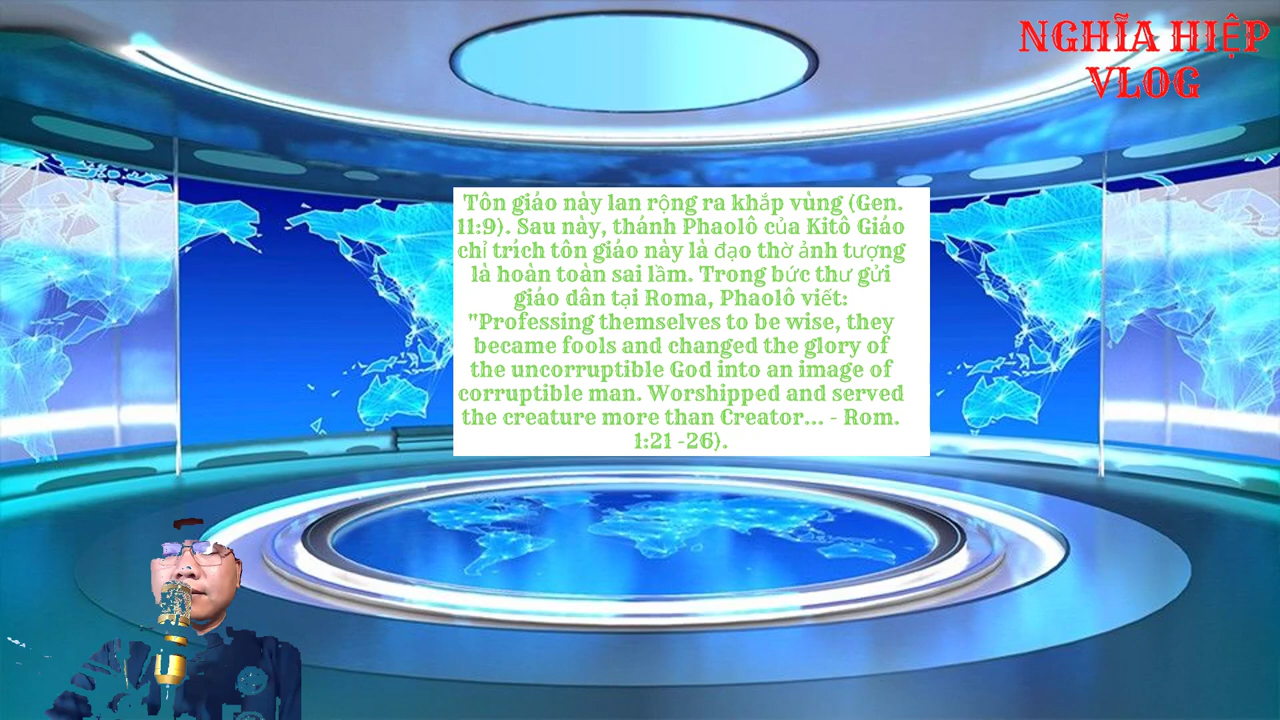 NGHĨA HIỆP
VLOG
Tôn giáo này lan rộng ra khắp vùng (Gen.
11:9). Sau này, thánh Phaolô của Kitô Giáo
chỉ trích tôn giáo này là đạo thờ ảnh tượng
là hoàn toàn sai lầm. Trong bức thư gửi
giáo dân tại Roma, Phaolô viết:
"Professing themselves to be wise, they
became fools and changed the glory of
the uncorruptible God into an image of
corruptible man. Worshipped and served
the creature more than Creator... - Rom.
1:21 -26).